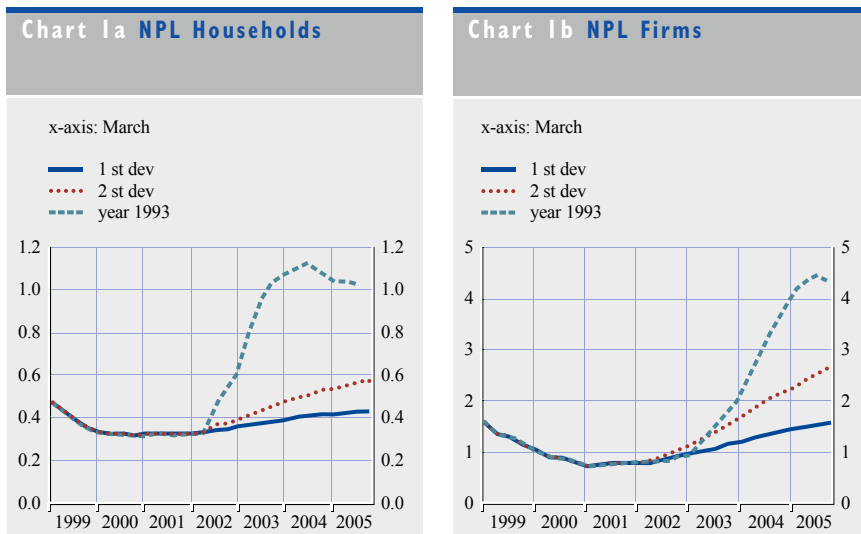 Chart 1a NPL Households
x-axis: March
1 st dev
2 st dev
year 1993
1.2 1.2
1.0 1.0
0.8 0.8
0.6 0.6
0.4 0.4
0.2 0.2
0.0 0.0
1999 2000 2001 2002 2003 2004 2005
Chart 1b NPL Firms
x-axis: March
1 st dev
2 st dev
year 1993
5 5
4 4
3 3
2 2
1 1
0 0
1999 2000 2001 2002 2003 2004 2005